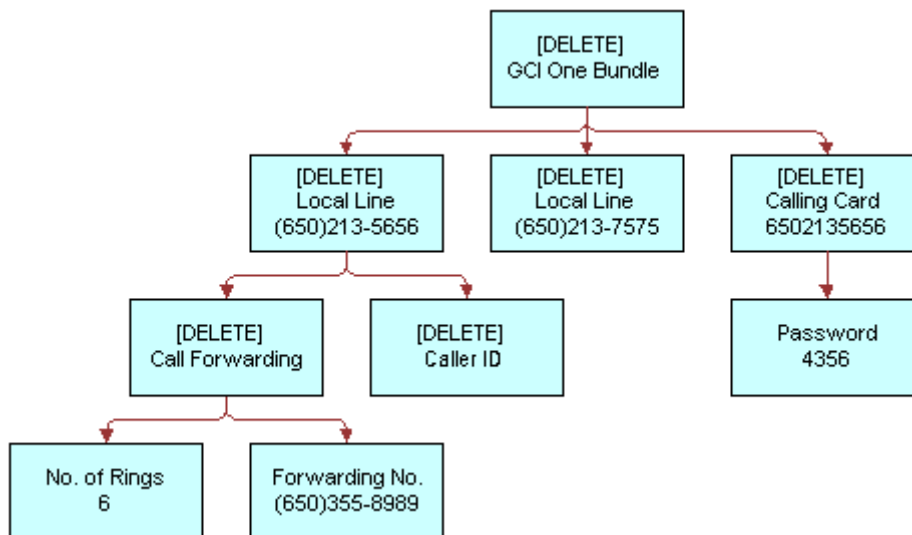 [DELETE]
GCI One Bundle
[DELETE]
Local Line
(650)213-5656
[DELETE]
Local Line
(650)213-7575
[DELETE]
Calling Card
6502135656
[DELETE]
Call Forwarding
[DELETE]
Caller ID
Password
4356
No. of Rings
6
Forwarding No.
(650)355-8989